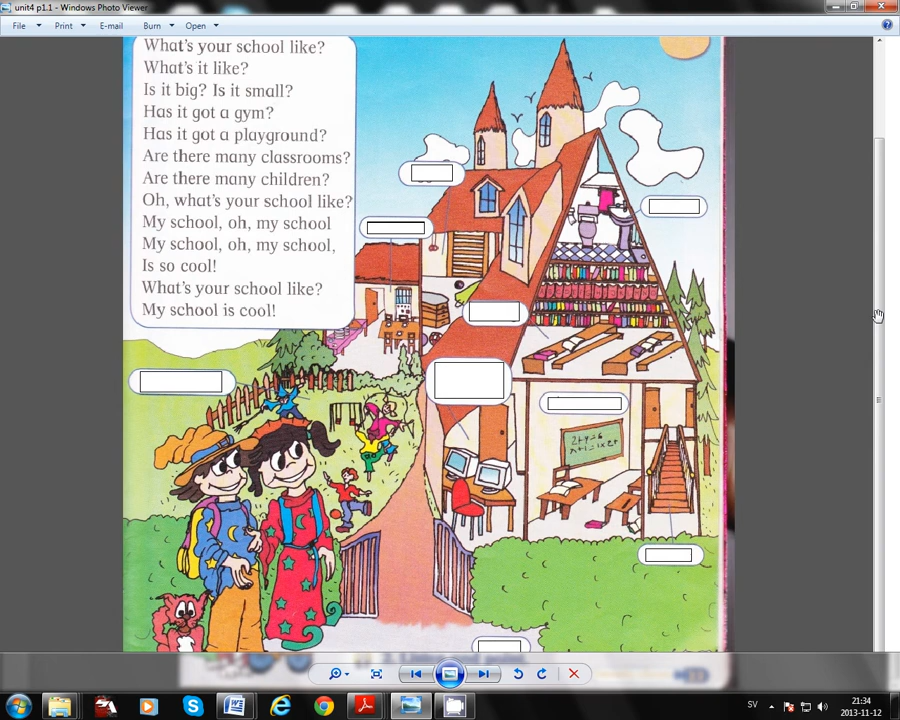 unit4 p1.1 - Windows Photo Viewer
File Print E-mail Burn Open
What's your school like?
What's it like?
Is it big? Is it small?
Has it got a gym?
Has it got a playground?
Are there many classrooms?
Are there many children?
Oh, what's your school like?
My school, oh, my school
My school, oh, my school,
Is so cool!
What's your school like?
My school is cool!
SV
21:34
2013-11-12